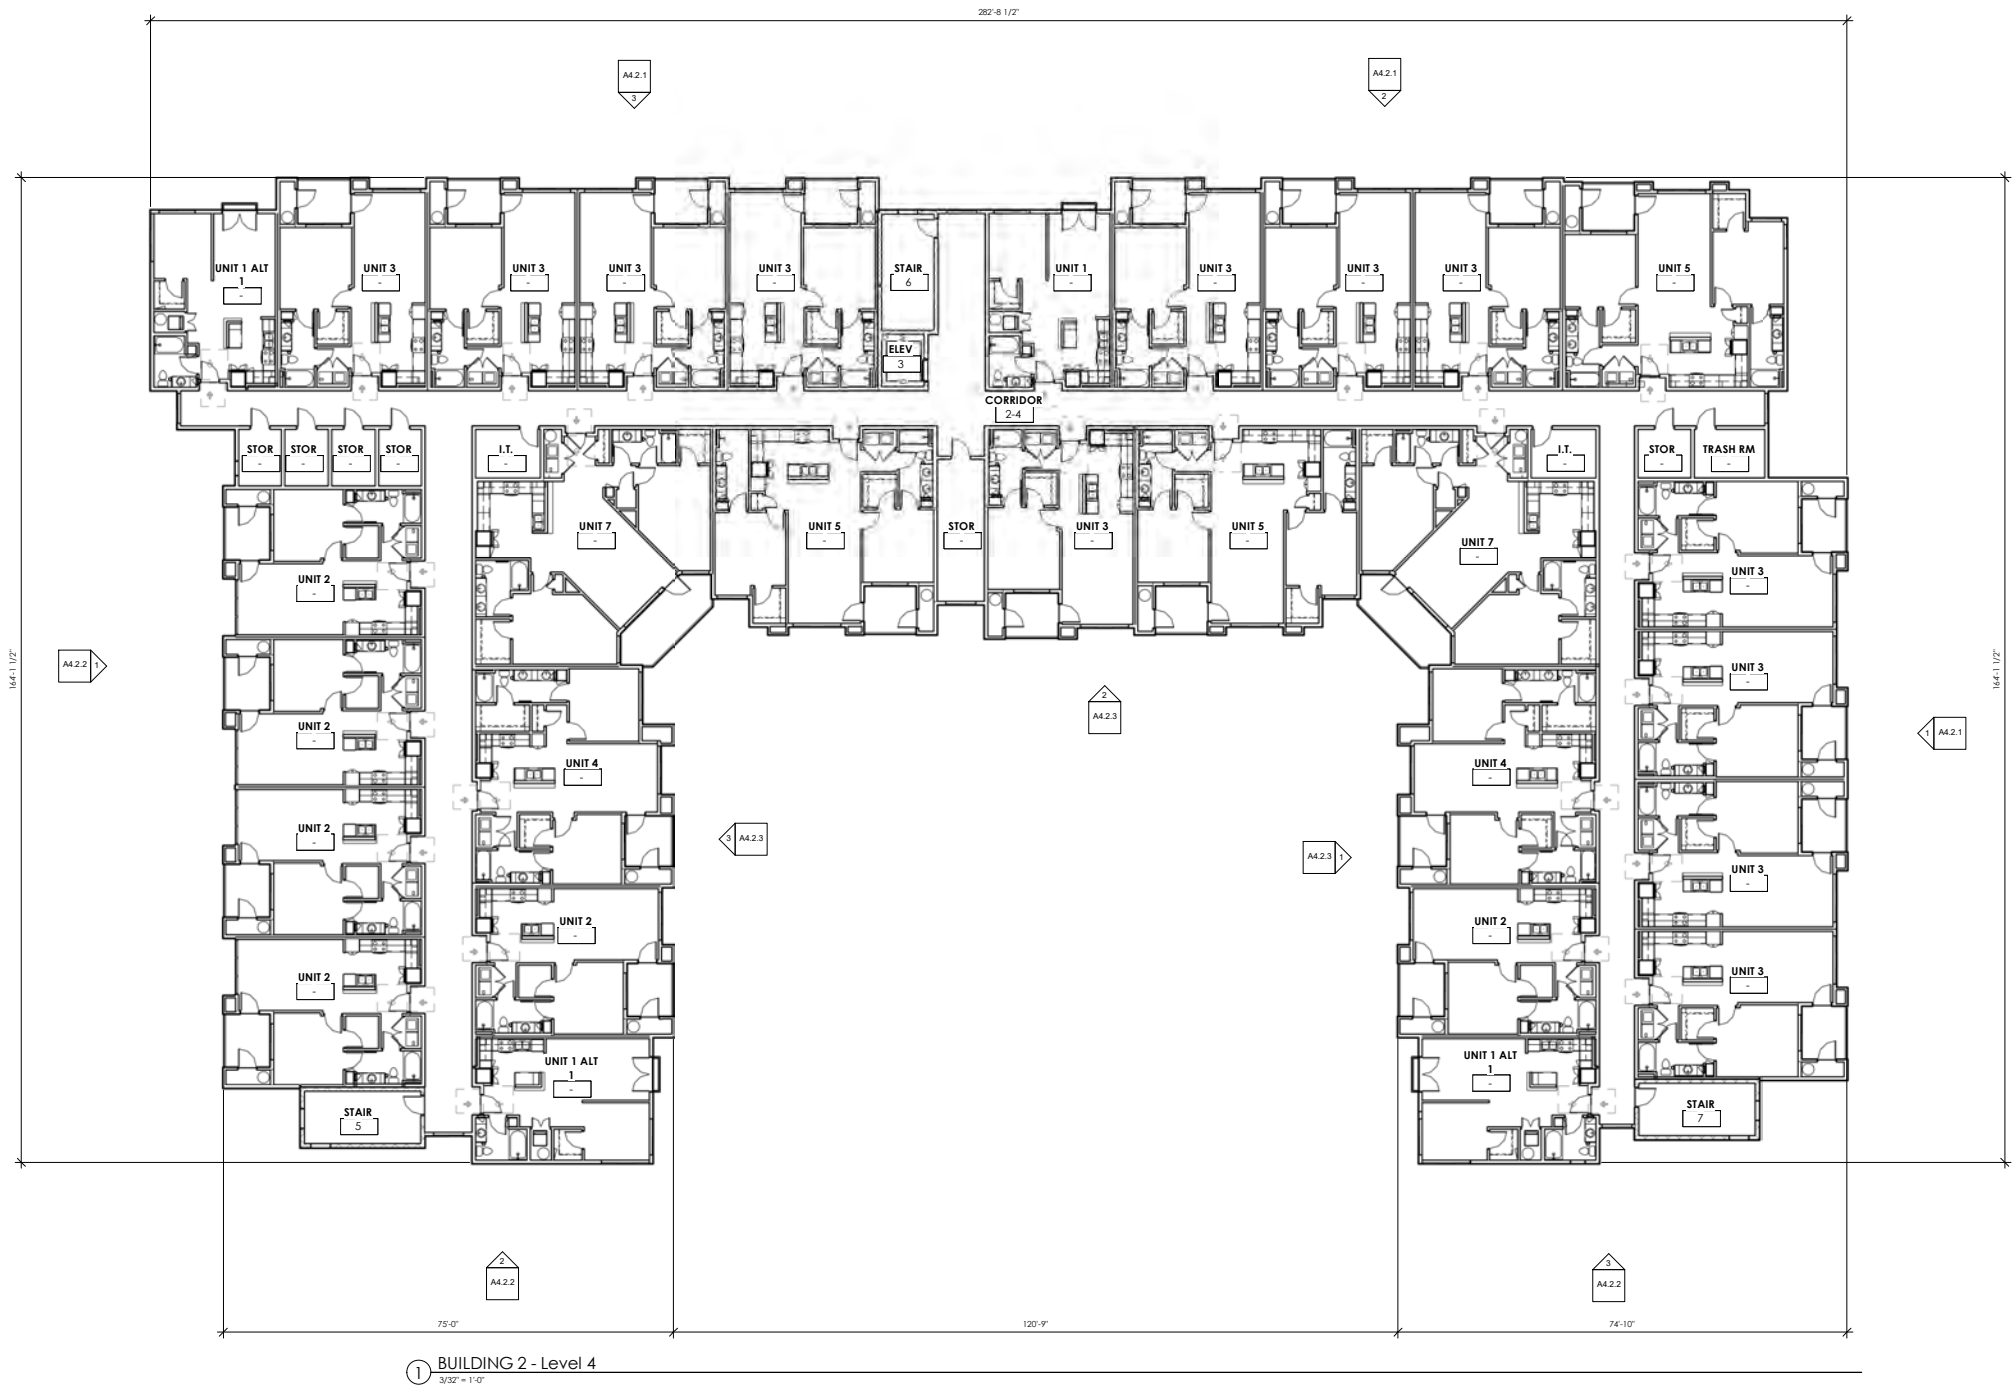 282'-8 1/2"
A4.2.1
3
A4.2.1
2
UNIT 1 ALT
1
-
UNIT 3
-
UNIT 3
-
UNIT 3
-
UNIT 3
-
STAIR
6
UNIT 1
-
UNIT 3
-
UNIT 3
-
UNIT 3
-
UNIT 5
-
ELEV
3
CORRIDOR
2-4
STOR
-
STOR
-
STOR
-
STOR
-
I.T.
-
I.T.
-
STOR
-
TRASH RM
-
UNIT 7
-
UNIT 5
-
STOR
-
UNIT 3
-
UNIT 5
-
UNIT 7
-
UNIT 2
-
UNIT 3
-
164'-1 1/2"
A4.2.2
1
164'-1 1/2"
UNIT 3
-
2
A4.2.3
UNIT 2
-
1
A4.2.1
UNIT 4
-
UNIT 4
-
UNIT 2
-
3
A4.2.3
A4.2.3
1
UNIT 3
-
UNIT 2
-
UNIT 2
-
UNIT 2
-
UNIT 3
-
UNIT 1 ALT
1
-
UNIT 1 ALT
1
-
STAIR
5
STAIR
7
2
A4.2.2
3
A4.2.2
75'-0"
120'-9"
74'-10"
1
BUILDING 2 - Level 4
3/32" = 1'-0"